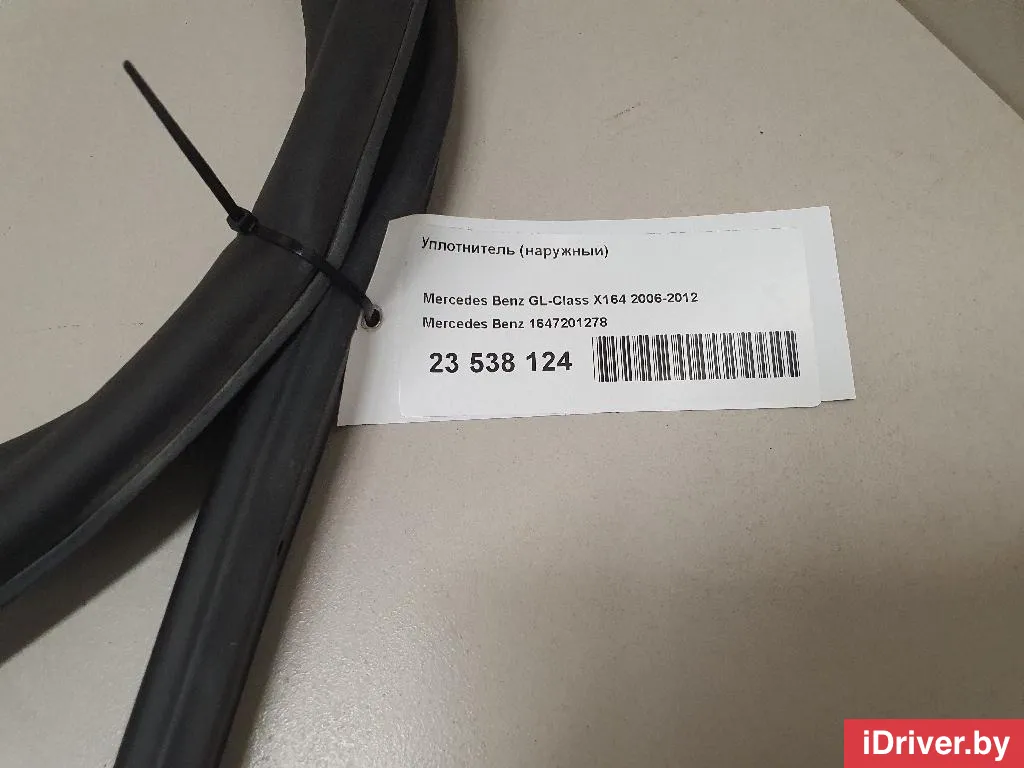 Уплотнитель (наружный)
Mercedes Benz GL-Class X164 2006-2012
Mercedes Benz 1647201278
23 538 124
iDriver.by